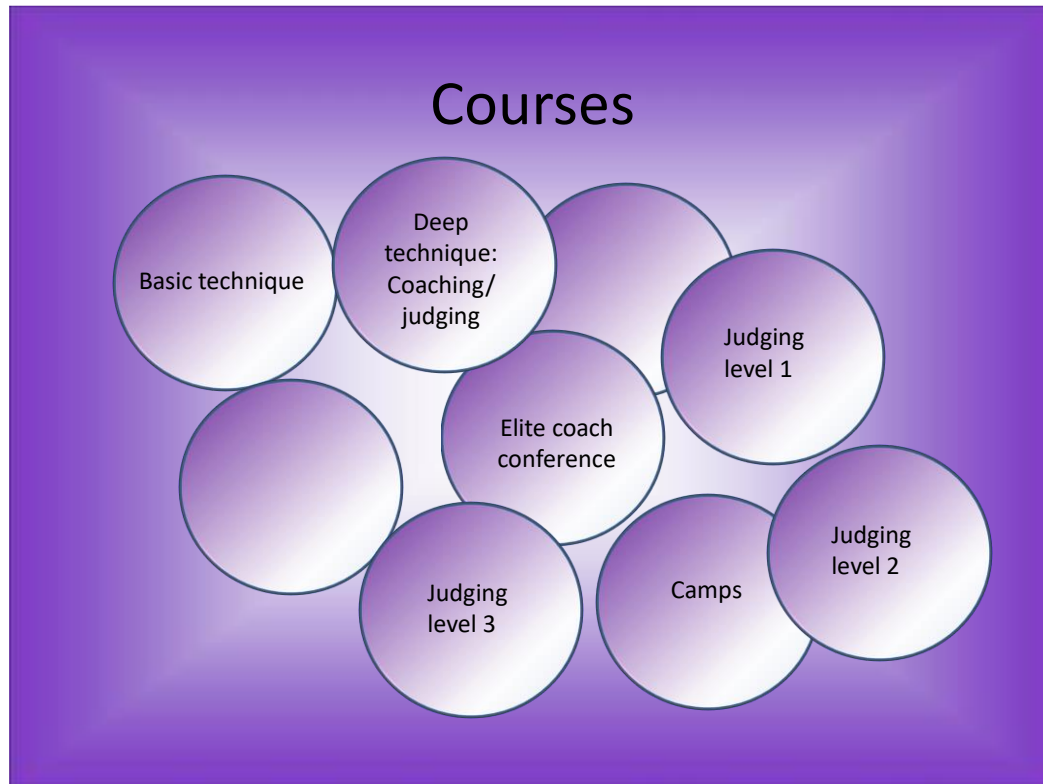 Courses
Basic technique
Deep
technique:
Coaching/
judging
Judging
level 1
Elite coach
conference
Judging
level 2
Camps
Judging
level 3